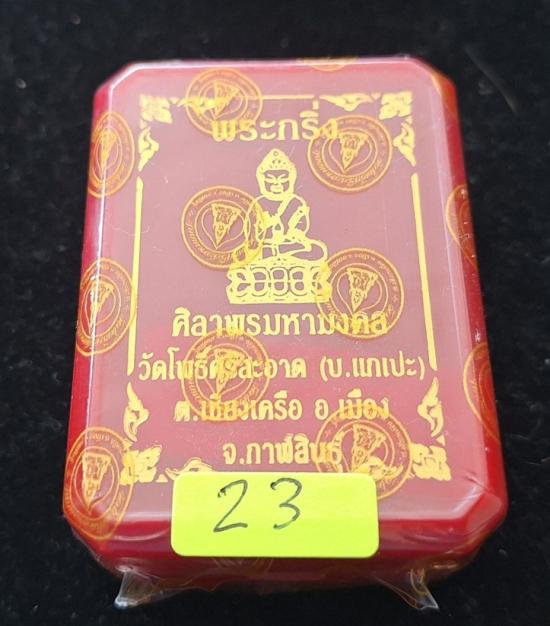 พระกริ่ง
ศิลาพรมหามงคล
วัดโพธิ์ศรีสะอาด (บ.แกเปะ)
ต.เชียงเครือ อ.เมือง
จ.กาฬสินธุ์
23